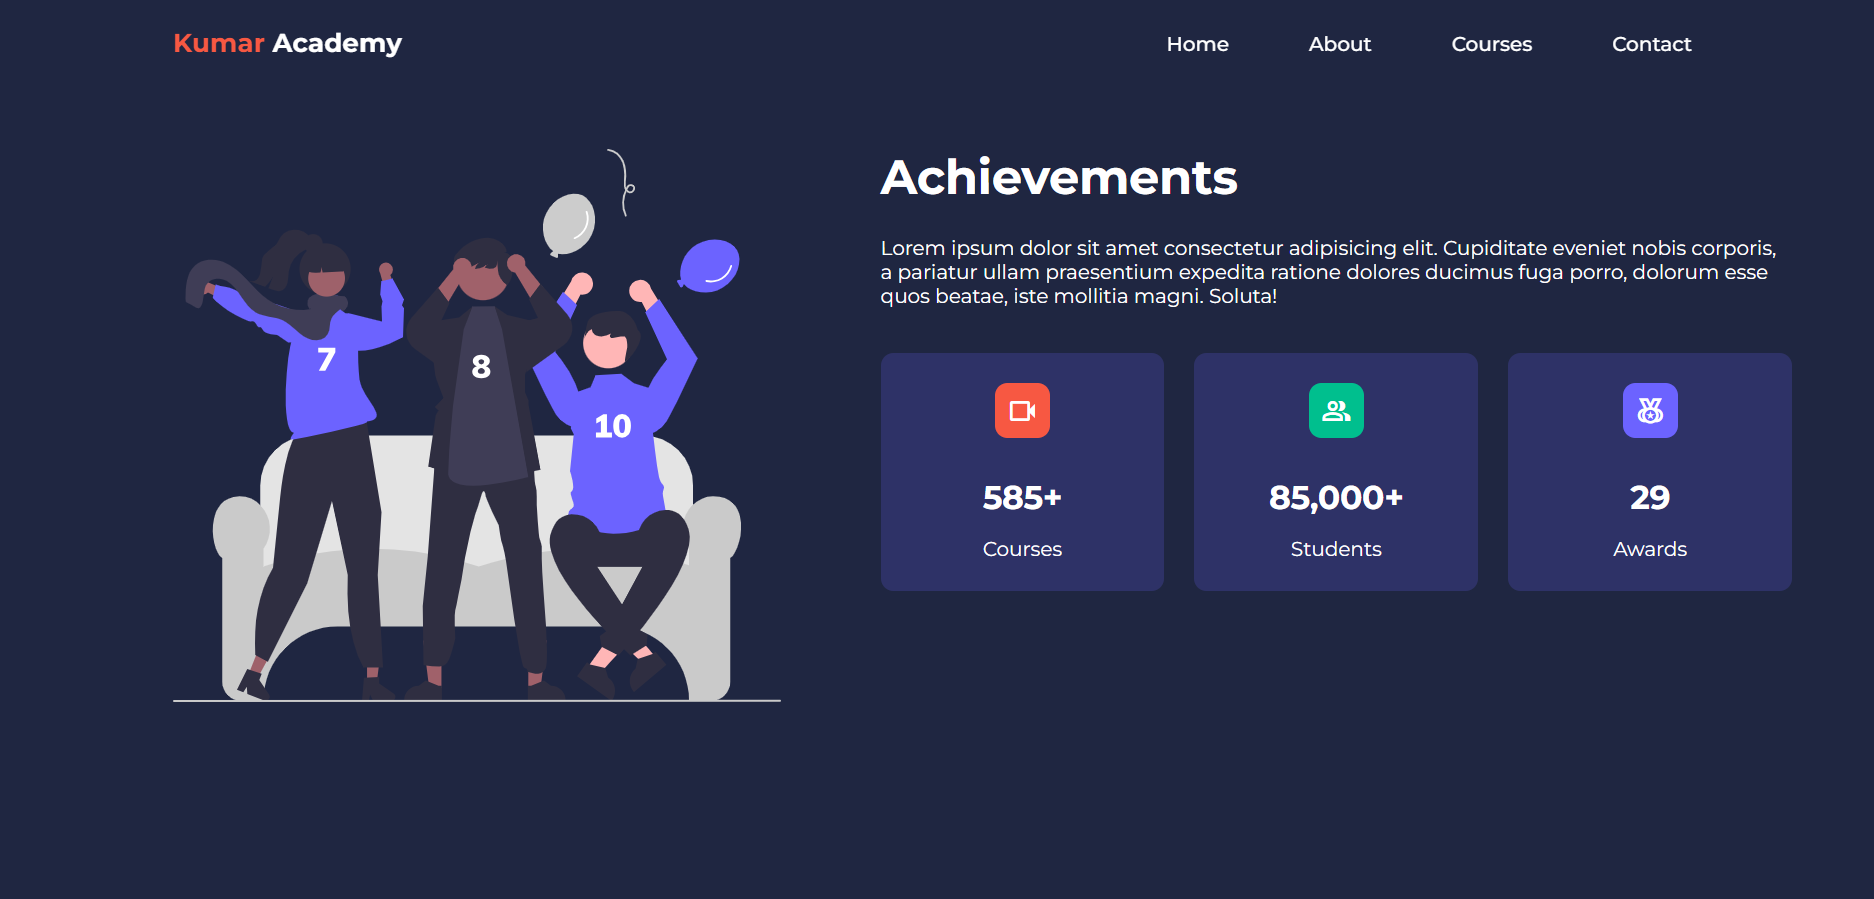 Kumar Academy
Home
About
Courses
Contact
Achievements
Lorem ipsum dolor sit amet consectetur adipisicing elit. Cupiditate eveniet nobis corporis,
a pariatur ullam praesentium expedita ratione dolores ducimus fuga porro, dolorum esse
quos beatae, iste mollitia magni. Soluta!
7
8
10
585+
Courses
85,000+
Students
29
Awards